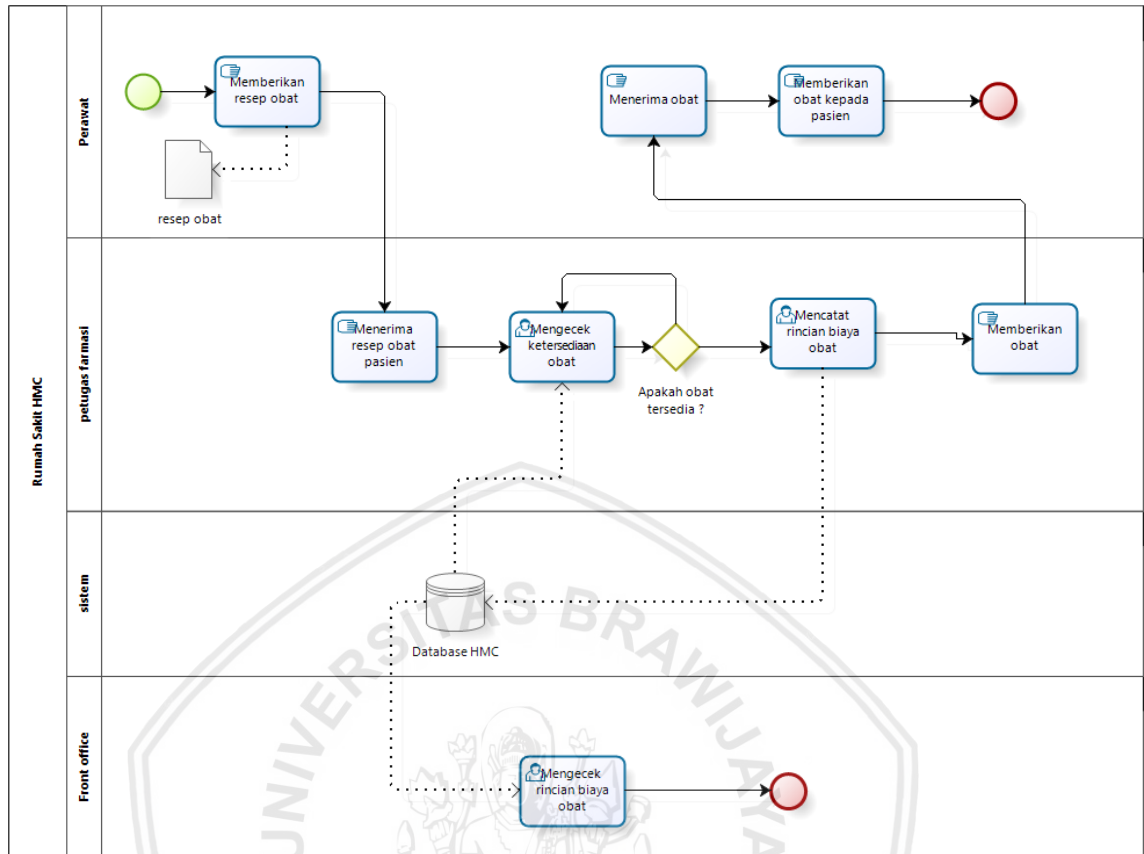 Rumah Sakit HMC
Perawat
Memberikan
resep obat
resep obat
Menerima obat
Memberikan
obat kepada
pasien
petugas farmasi
Menerima
resep obat
pasien
Mengecek
ketersediaan
obat
Apakah obat
tersedia ?
Mencatat
rincian biaya
obat
Memberikan
obat
sistem
Database HMC
Front office
Mengecek
rincian biaya
obat
UNIVERSITAS BRAWIJAYA